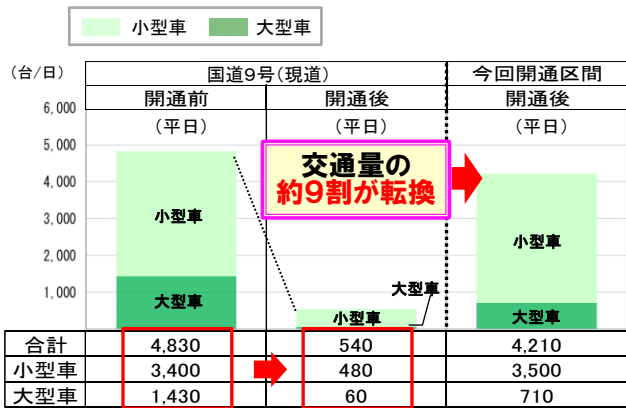 小型車 大型車
(台/日) 国道9号(現道) 今回開通区間
開通前 開通後 開通後
(平日) (平日) (平日)
6,000
5,000
4,000
3,000
2,000
1,000
交通量の
約9割が転換
小型車
大型車
大型車
小型車
小型車
大型車
合計 4,830 540 4,210
小型車 3,400 480 3,500
大型車 1,430 60 710